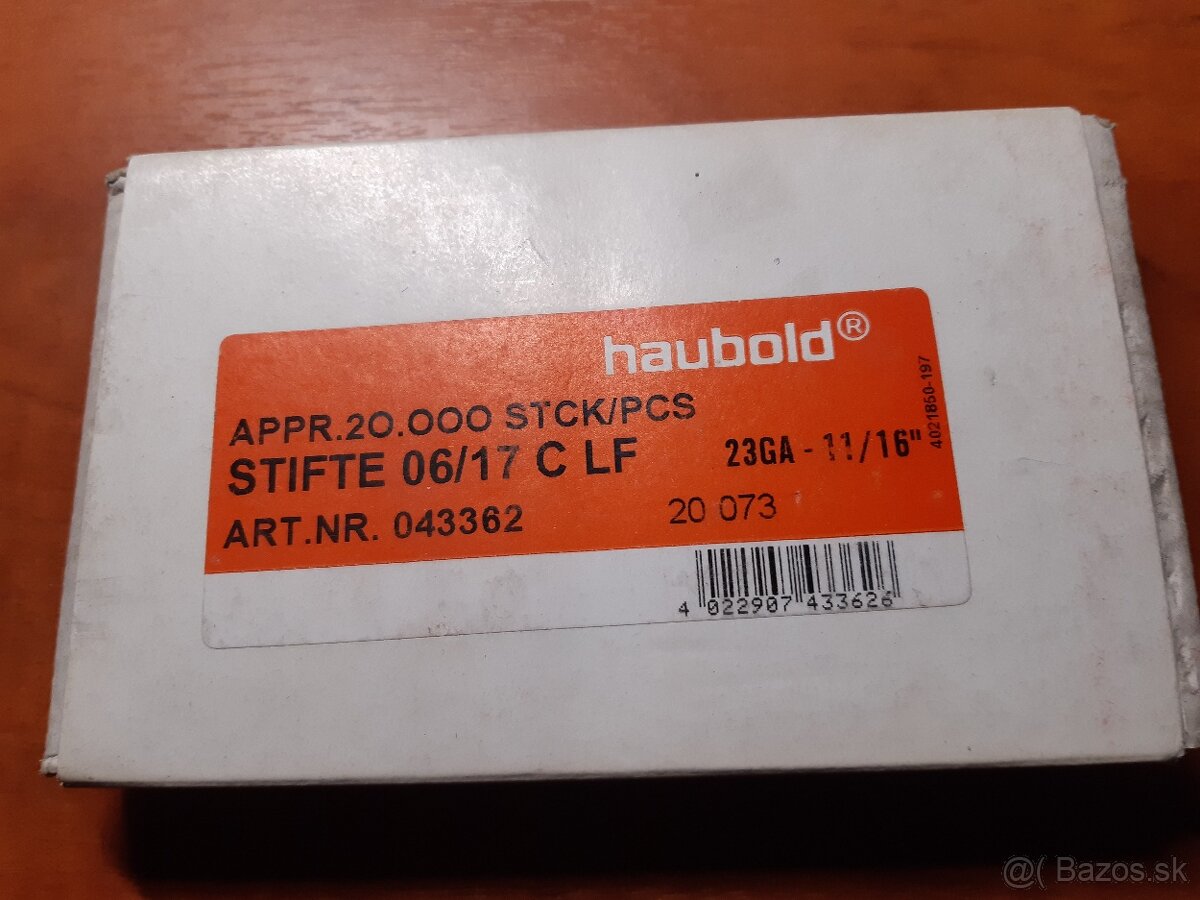 haubold®
4021850-197
APPR.20.000 STCK/PCS
STIFTE 06/17 C LF 23GA - 11/16"
ART.NR. 043362 20 073
4 022907 433626
@( Bazos.sk